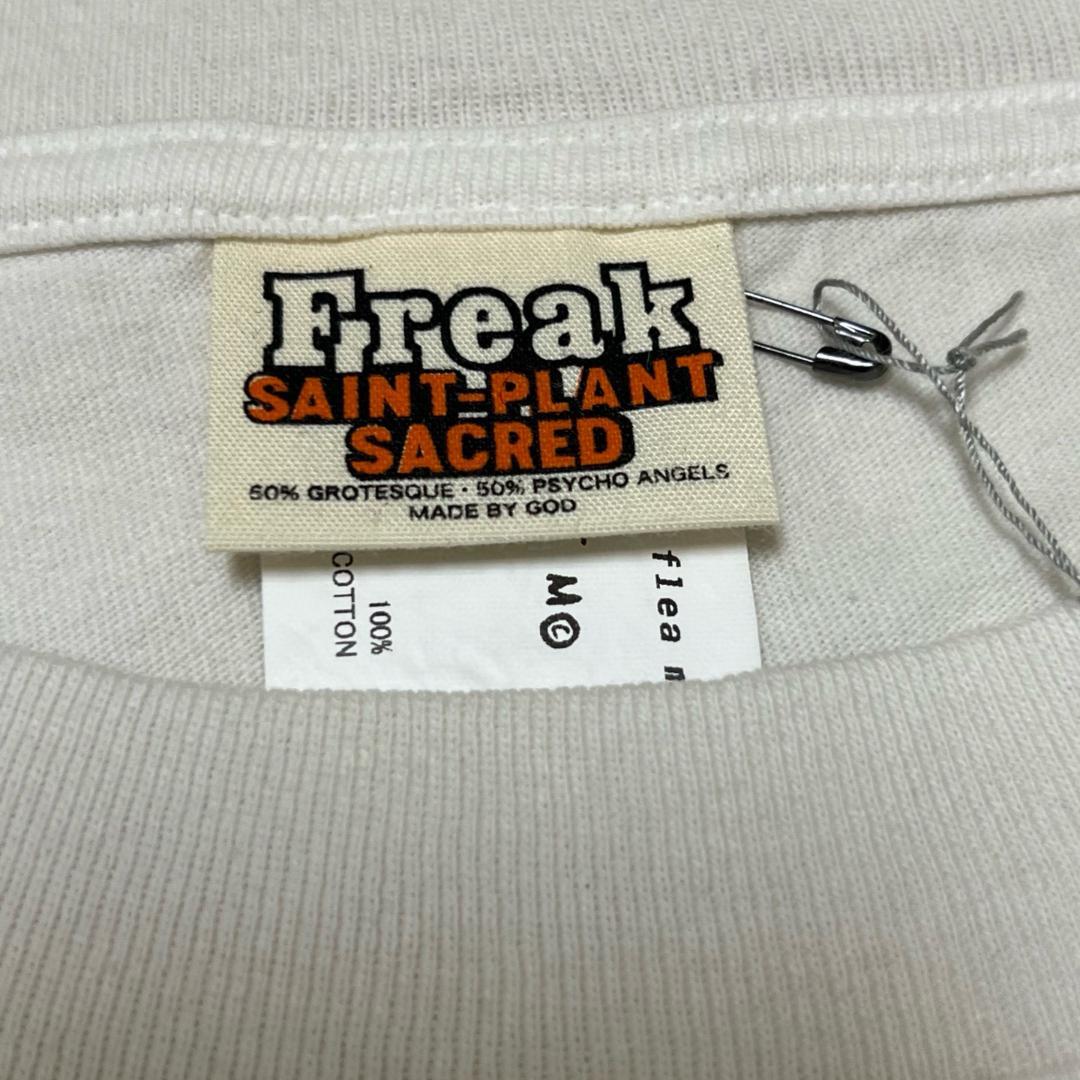 Freak
SAINT=PLANT
SACRED
50% GROTESQUE · 50% PSYCHO ANGELS
MADE BY GOD
100%
COTTON
M©
flea